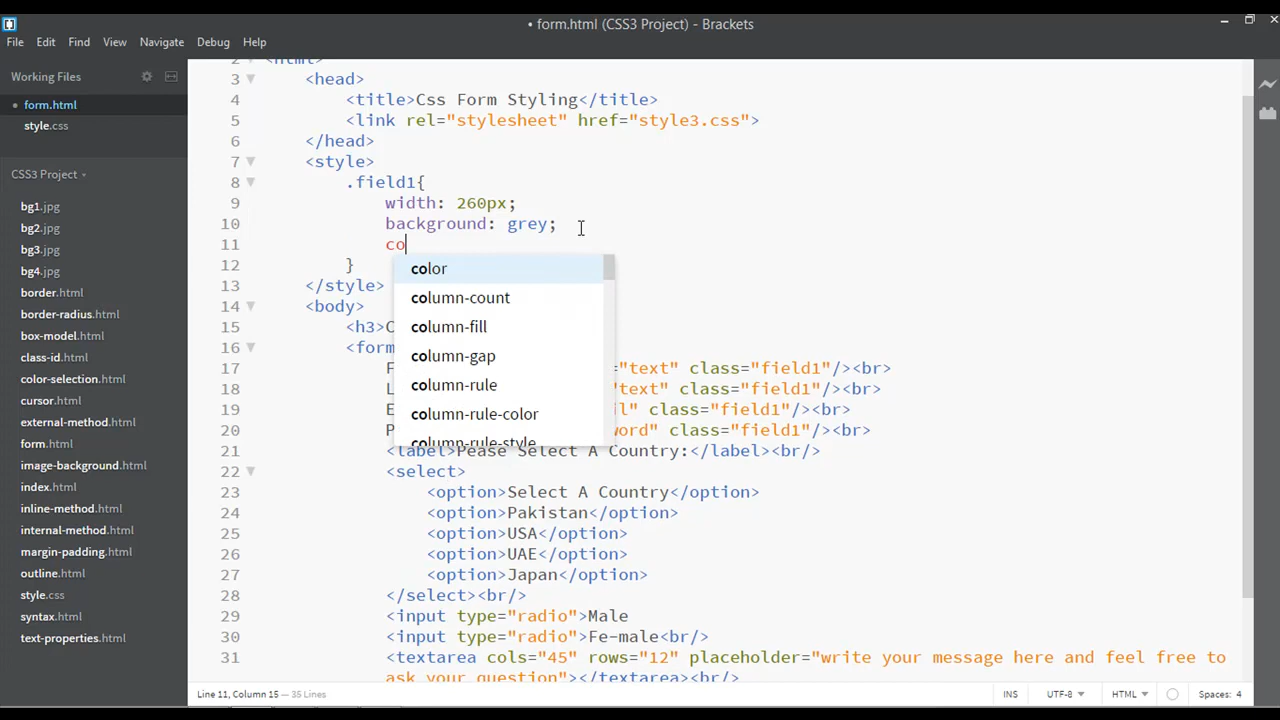 • form.html (CSS3 Project) - Brackets
File Edit Find View Navigate Debug Help
Working Files
• form.html
style.css
CSS3 Project
bg1.jpg
bg2.jpg
bg3.jpg
bg4.jpg
border.html
border-radius.html
box-model.html
class-id.html
color-selection.html
cursor.html
external-method.html
form.html
image-background.html
index.html
inline-method.html
internal-method.html
margin-padding.html
outline.html
style.css
syntax.html
text-properties.html
2 <html>
3 <head>
4 <title>Css Form Styling</title>
5 <link rel="stylesheet" href="style3.css">
6 </head>
7 <style>
8 .field1{
9 width: 260px;
10 background: grey;
11 co
12 }
13 </style>
14 <body>
15 <h3>C
16 <form
17 F ="text" class="field1"/><br>
18 L "text" class="field1"/><br>
19 E il" class="field1"/><br>
20 P word" class="field1"/><br>
21 <label>Pease Select A Country:</label><br/>
22 <select>
23 <option>Select A Country</option>
24 <option>Pakistan</option>
25 <option>USA</option>
26 <option>UAE</option>
27 <option>Japan</option>
28 </select><br/>
29 <input type="radio">Male
30 <input type="radio">Fe-male<br/>
31 <textarea cols="45" rows="12" placeholder="write your message here and feel free to
ask your question"></textarea><br/>
color
column-count
column-fill
column-gap
column-rule
column-rule-color
column-rule-style
Line 11, Column 15 — 35 Lines
INS UTF-8 HTML Spaces: 4